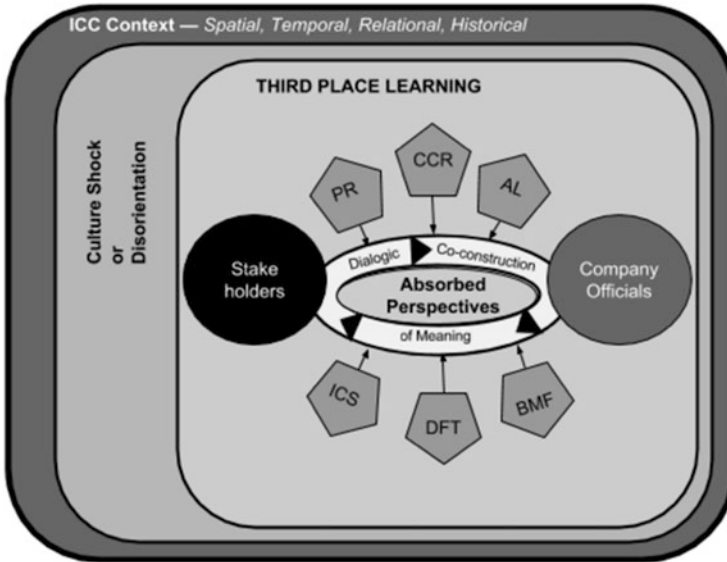 ICC Context — Spatial, Temporal, Relational, Historical
THIRD PLACE LEARNING
Culture Shock
or
Disorientation
PR
CCR
AL
Stake
holders
Dialogic
Co-construction
of Meaning
Absorbed
Perspectives
Company
Officials
ICS
DFT
BMF